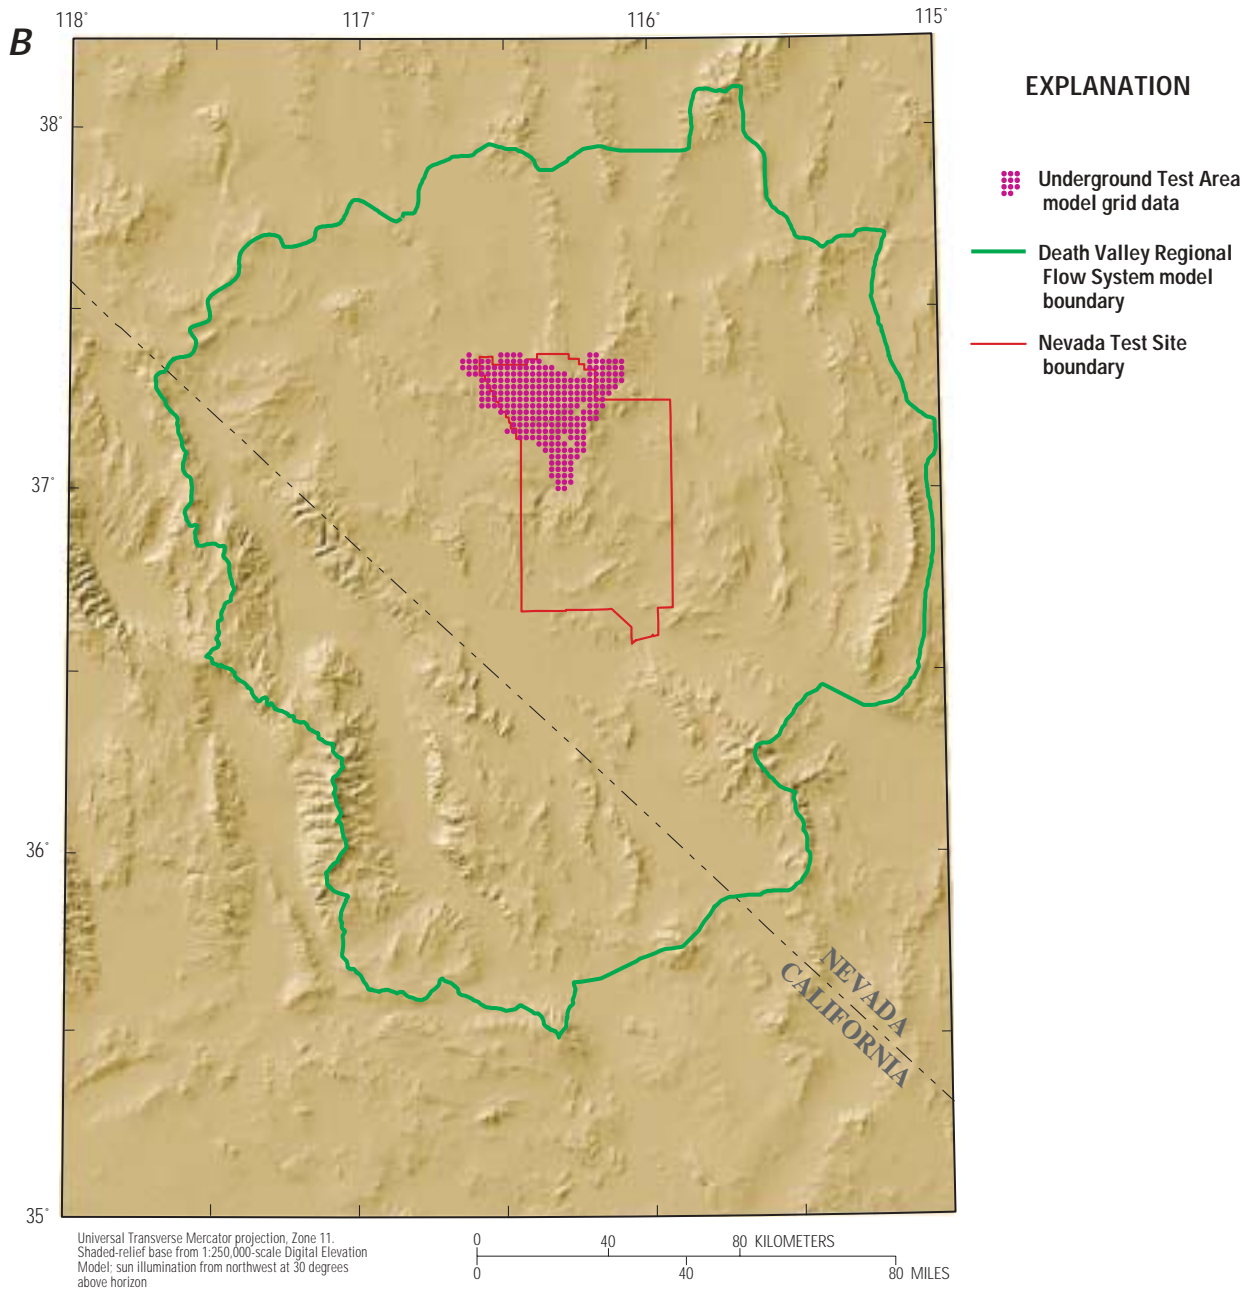 B
118°
117°
116°
115°
38°
37°
36°
35°
EXPLANATION
Underground Test Area
model grid data
Death Valley Regional
Flow System model
boundary
Nevada Test Site
boundary
NEVADA
CALIFORNIA
Universal Transverse Mercator projection, Zone 11.
Shaded-relief base from 1:250,000-scale Digital Elevation
Model; sun illumination from northwest at 30 degrees
above horizon
0 40 80 KILOMETERS
0 40 80 MILES